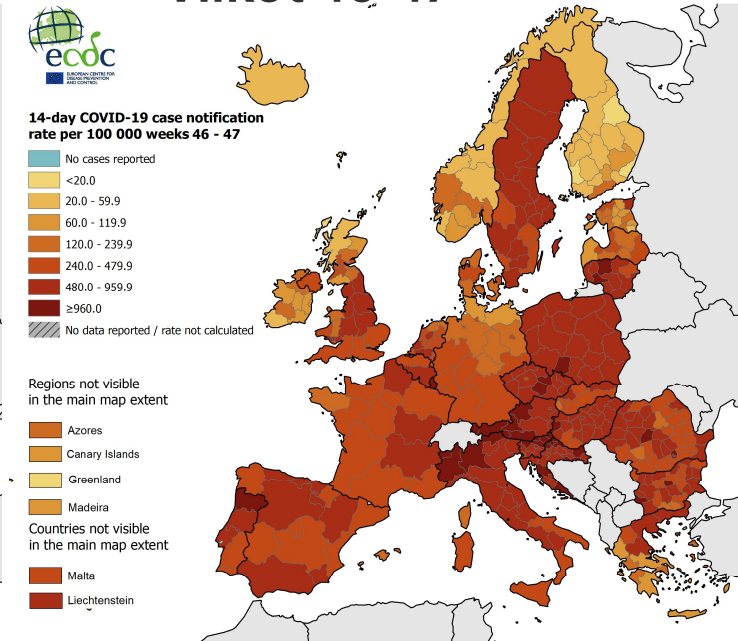 ecdc
EUROPEAN CENTRE FOR
DISEASE PREVENTION
AND CONTROL
14-day COVID-19 case notification
rate per 100 000 weeks 46 - 47
No cases reported
<20.0
20.0 - 59.9
60.0 - 119.9
120.0 - 239.9
240.0 - 479.9
480.0 - 959.9
≥960.0
No data reported / rate not calculated
Regions not visible
in the main map extent
Azores
Canary Islands
Greenland
Madeira
Countries not visible
in the main map extent
Malta
Liechtenstein